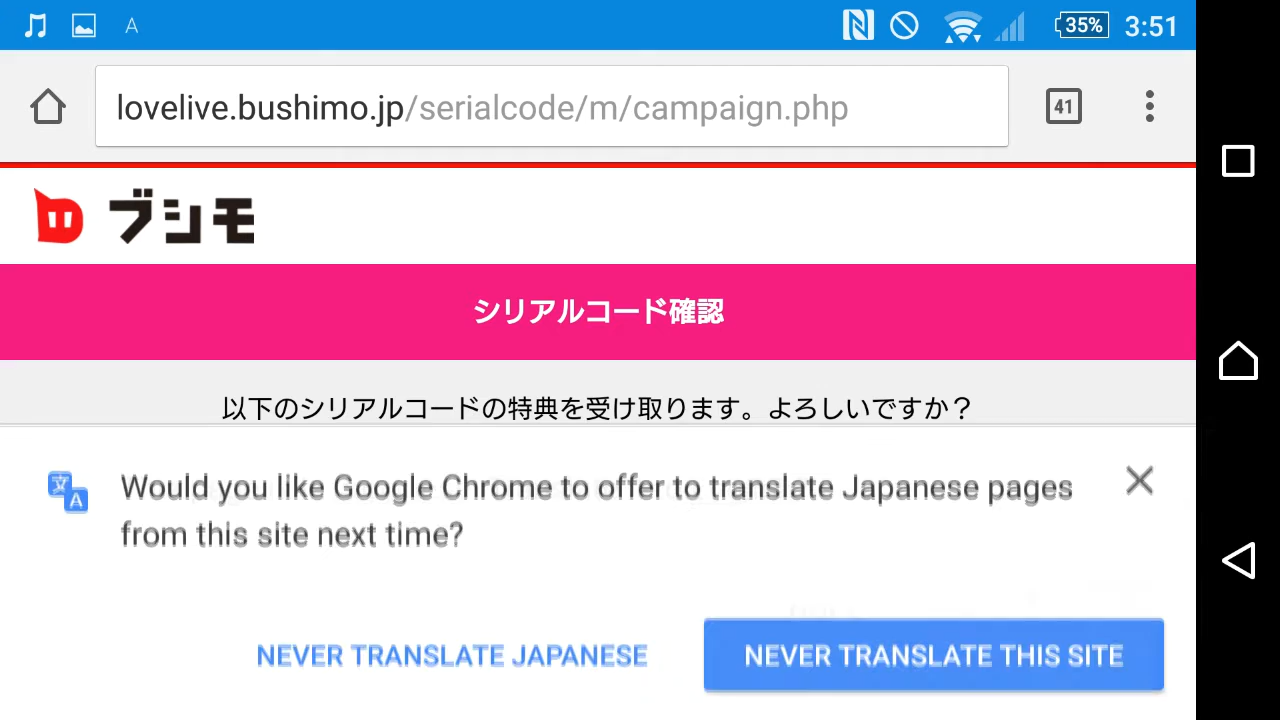 A 35% 3:51
lovelive.bushimo.jp/serialcode/m/campaign.php 41
ブシモ
シリアルコード確認
以下のシリアルコードの特典を受け取ります。よろしいですか？
Would you like Google Chrome to offer to translate Japanese pages
from this site next time?
NEVER TRANSLATE JAPANESE NEVER TRANSLATE THIS SITE